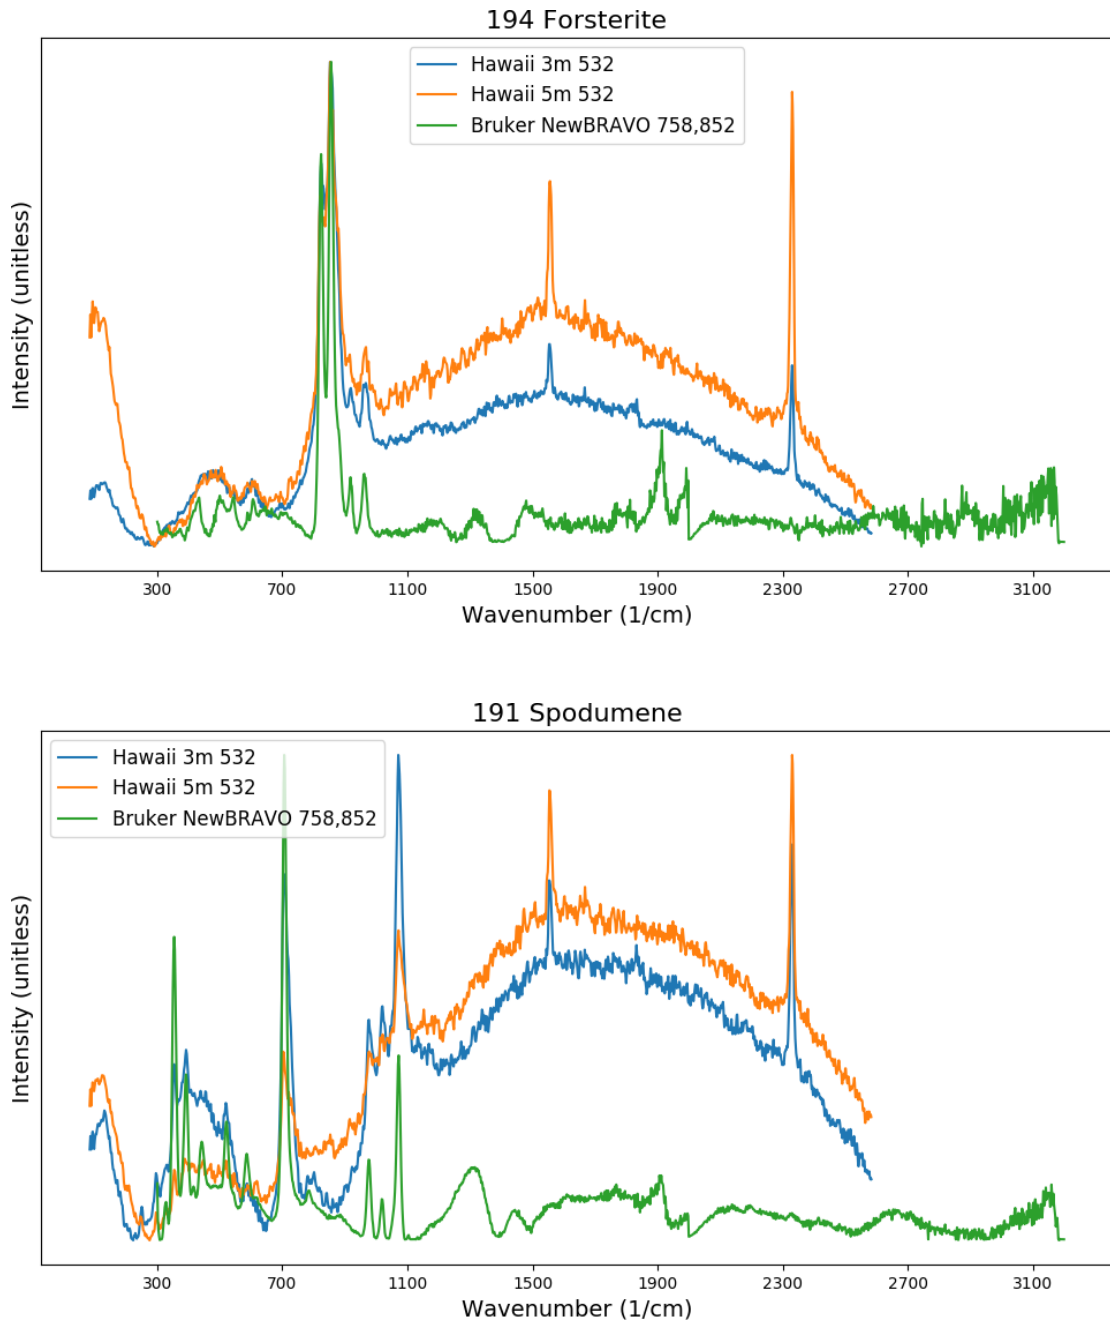 194 Forsterite
Hawaii 3m 532
Hawaii 5m 532
Bruker NewBRAVO 758,852
Intensity (unitless)
300 700 1100 1500 1900 2300 2700 3100
Wavenumber (1/cm)
191 Spodumene
Hawaii 3m 532
Hawaii 5m 532
Bruker NewBRAVO 758,852
Intensity (unitless)
300 700 1100 1500 1900 2300 2700 3100
Wavenumber (1/cm)